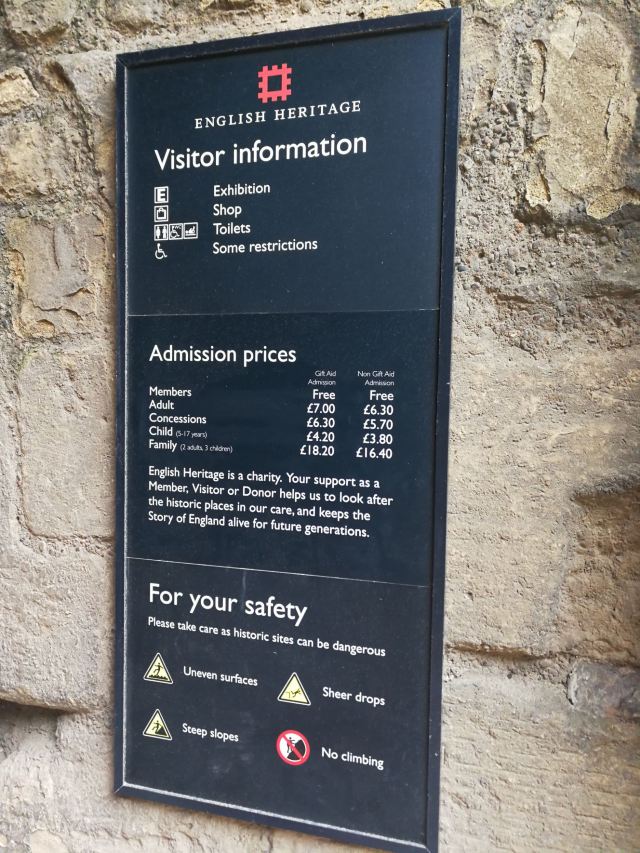 ENGLISH HERITAGE
Visitor information
E Exhibition
Shop
Toilets
Some restrictions
Admission prices
Gift Aid Admission Non Gift Aid Admission
Members Free Free
Adult £7.00 £6.30
Concessions £6.30 £5.70
Child (5-17 years) £4.20 £3.80
Family (2 adults, 3 children) £18.20 £16.40
English Heritage is a charity. Your support as a
Member, Visitor or Donor helps us to look after
the historic places in our care, and keeps the
Story of England alive for future generations.
For your safety
Please take care as historic sites can be dangerous
Uneven surfaces Sheer drops
Steep slopes No climbing